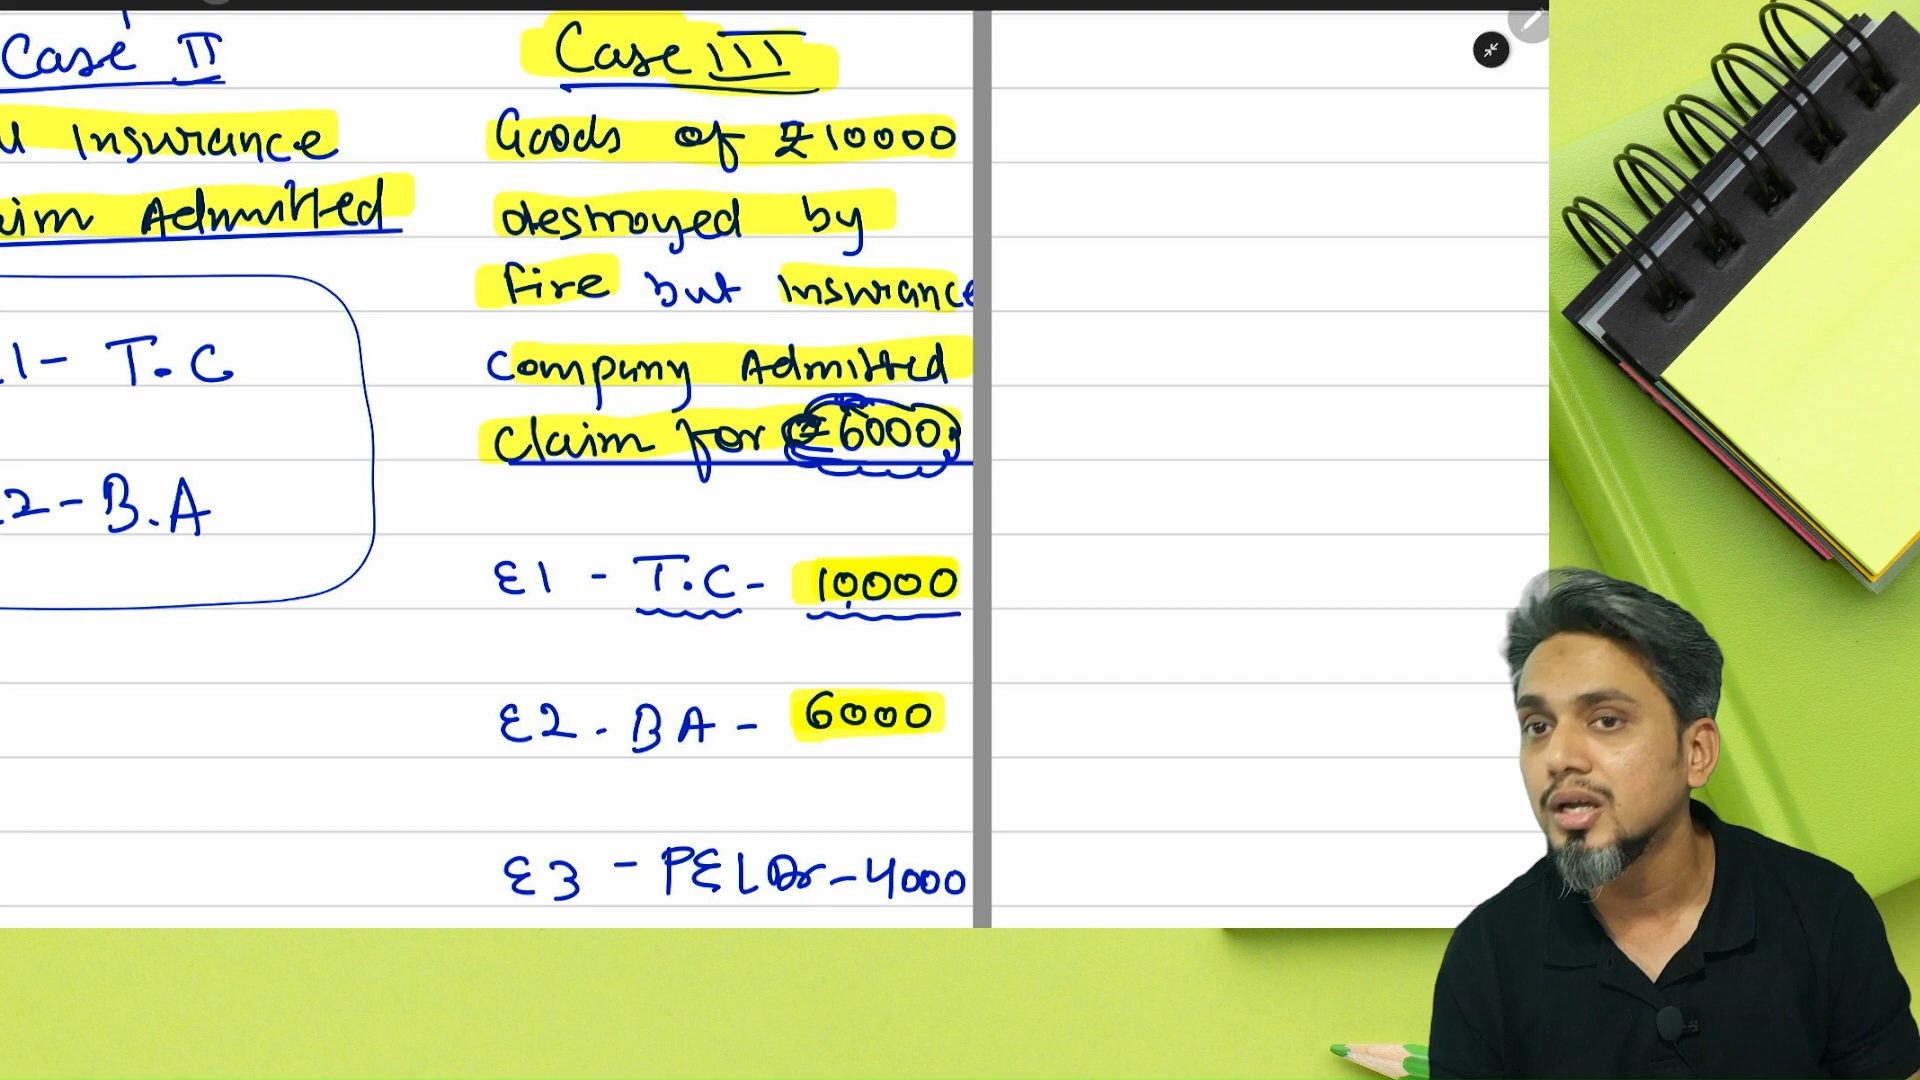 Case II
Insurance
Admitted
1 - T.C
2 - B.A
Case III
Goods of ₹10000
destroyed by
fire but insurance
Company Admitted
Claim for ₹6000
E1 - T.C - 10000
E2 - BA - 6000
E3 - P&L Dr - 4000